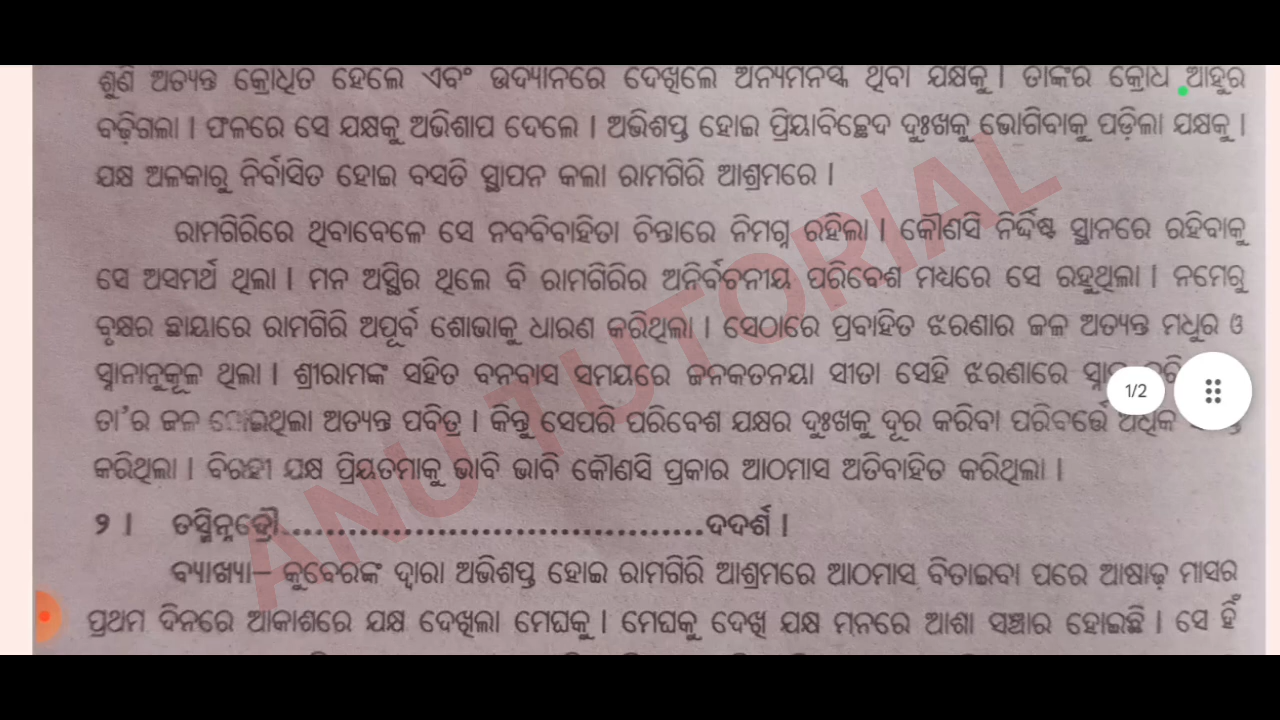 ଶୁଣି ଅତ୍ୟନ୍ତ କ୍ରୋଧିତ ହେଲେ ଏବଂ ଉଦ୍ୟାନରେ ଦେଖିଲେ ଅନ୍ୟମନସ୍କ ଥିବା ଯକ୍ଷକୁ । ତାଙ୍କର କ୍ରୋଧ ଆହୁର
ବଢ଼ିଗଲା । ଫଳରେ ସେ ଯକ୍ଷକୁ ଅଭିଶାପ ଦେଲେ । ଅଭିଶପ୍ତ ହୋଇ ପ୍ରିୟାବିଚ୍ଛେଦ ଦୁଃଖକୁ ଭୋଗିବାକୁ ପଡ଼ିଲା ଯକ୍ଷକୁ ।
ଯକ୍ଷ ଅଳକାରୁ ନିର୍ବାସିତ ହୋଇ ବସତି ସ୍ଥାପନ କଲା ରାମଗିରି ଆଶ୍ରମରେ ।
ରାମଗିରିରେ ଥିବାବେଳେ ସେ ନବବିବାହିତା ଚିନ୍ତାରେ ନିମଗ୍ନ ରହିଲା । କୌଣସି ନିର୍ଦ୍ଦିଷ୍ଟ ସ୍ଥାନରେ ରହିବାକୁ
ସେ ଅସମର୍ଥ ଥିଲା । ମନ ଅସ୍ଥିର ଥିଲେ ବି ରାମଗିରିର ଅନିର୍ବଚନୀୟ ପରିବେଶ ମଧ୍ୟରେ ସେ ରହୁଥିଲା । ନମେରୁ
ବୃକ୍ଷର ଛାୟାରେ ରାମଗିରି ଅପୂର୍ବ ଶୋଭାକୁ ଧାରଣ କରିଥିଲା । ସେଠାରେ ପ୍ରବାହିତ ଝରଣାର ଜଳ ଅତ୍ୟନ୍ତ ମଧୁର ଓ
ସ୍ନାନାନୁକୂଳ ଥିଲା । ଶ୍ରୀରାମଙ୍କ ସହିତ ବନବାସ ସମୟରେ ଜନକତନୟା ସୀତା ସେହି ଝରଣାରେ
ତା'ର ଜଳ ଅତ୍ୟନ୍ତ ପବିତ୍ର । କିନ୍ତୁ ସେପରି ପରିବେଶ ଯକ୍ଷର ଦୁଃଖକୁ ଦୂର କରିବା ପରିବର୍ତ୍ତେ ଅଧିକ
କରିଥିଲା । ବିରହୀ ଯକ୍ଷ ପ୍ରିୟତମାକୁ ଭାବି ଭାବି କୌଣସି ପ୍ରକାର ଆଠମାସ ଅତିବାହିତ କରିଥିଲା ।
୨ । ତସ୍ମିନ୍ନଦ୍ରୌ.......................................ଦଦର୍ଶ ।
ବ୍ୟାଖ୍ୟା– କୁବେରଙ୍କ ଦ୍ୱାରା ଅଭିଶପ୍ତ ହୋଇ ରାମଗିରି ଆଶ୍ରମରେ ଆଠମାସ ବିତାଇବା ପରେ ଆଷାଢ଼ ମାସର
ପ୍ରଥମ ଦିନରେ ଆକାଶରେ ଯକ୍ଷ ଦେଖିଲା ମେଘକୁ । ମେଘକୁ ଦେଖି ଯକ୍ଷ ମନରେ ଆଶା ସଞ୍ଚାର ହୋଇଛି । ସେ ହିଁ
ANU TUTORIAL
1/2